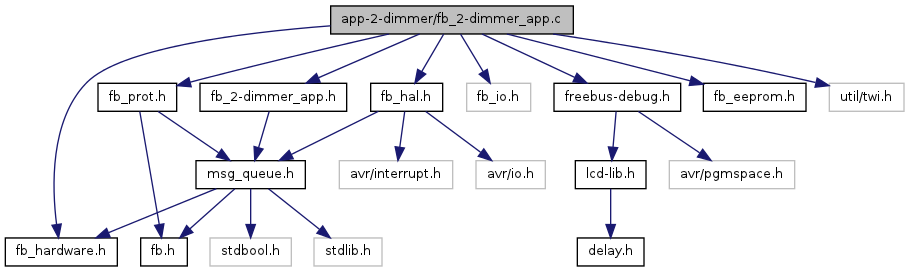 app-2-dimmer/fb_2-dimmer_app.c
fb_prot.h
fb_2-dimmer_app.h
fb_hal.h
fb_io.h
freebus-debug.h
fb_eeprom.h
util/twi.h
msg_queue.h
avr/interrupt.h
avr/io.h
lcd-lib.h
avr/pgmspace.h
fb_hardware.h
fb.h
stdbool.h
stdlib.h
delay.h